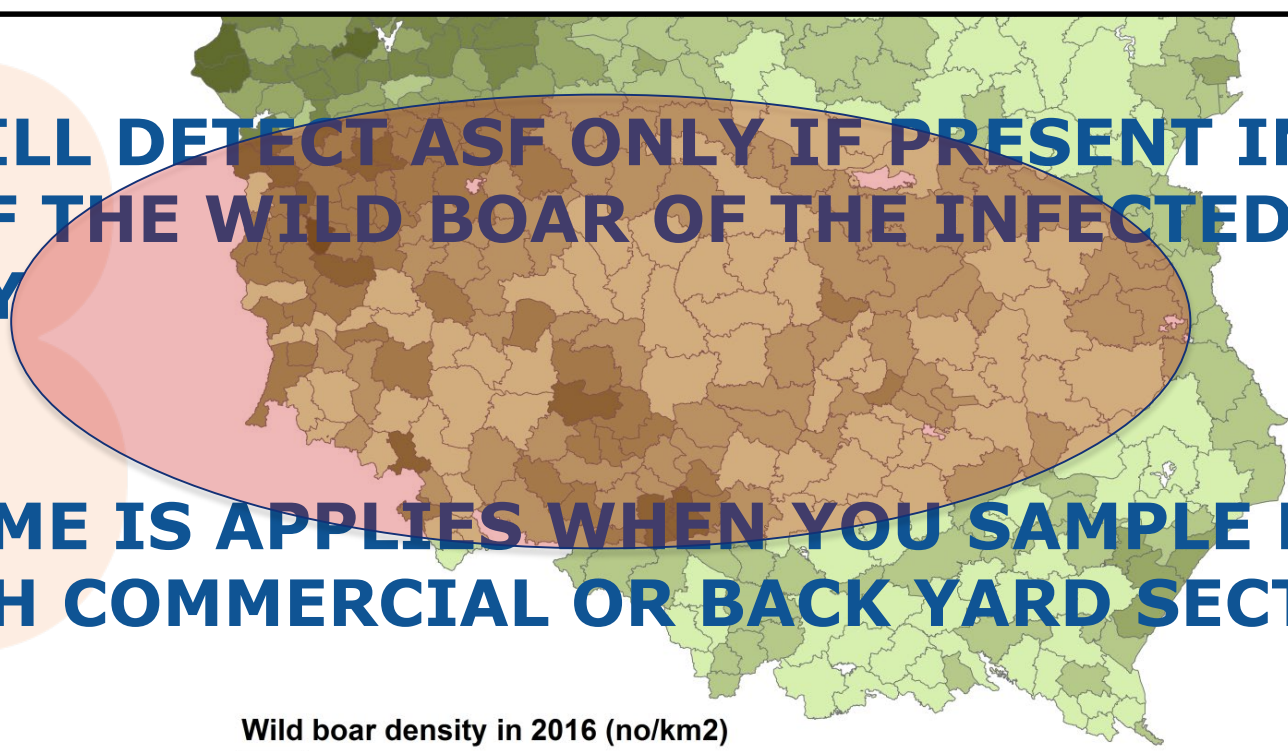 ILL DETECT ASF ONLY IF PRESENT I
F THE WILD BOAR OF THE INFECTED
Y
ME IS APPLIES WHEN YOU SAMPLE
H COMMERCIAL OR BACK YARD SECT
Wild boar density in 2016 (no/km2)